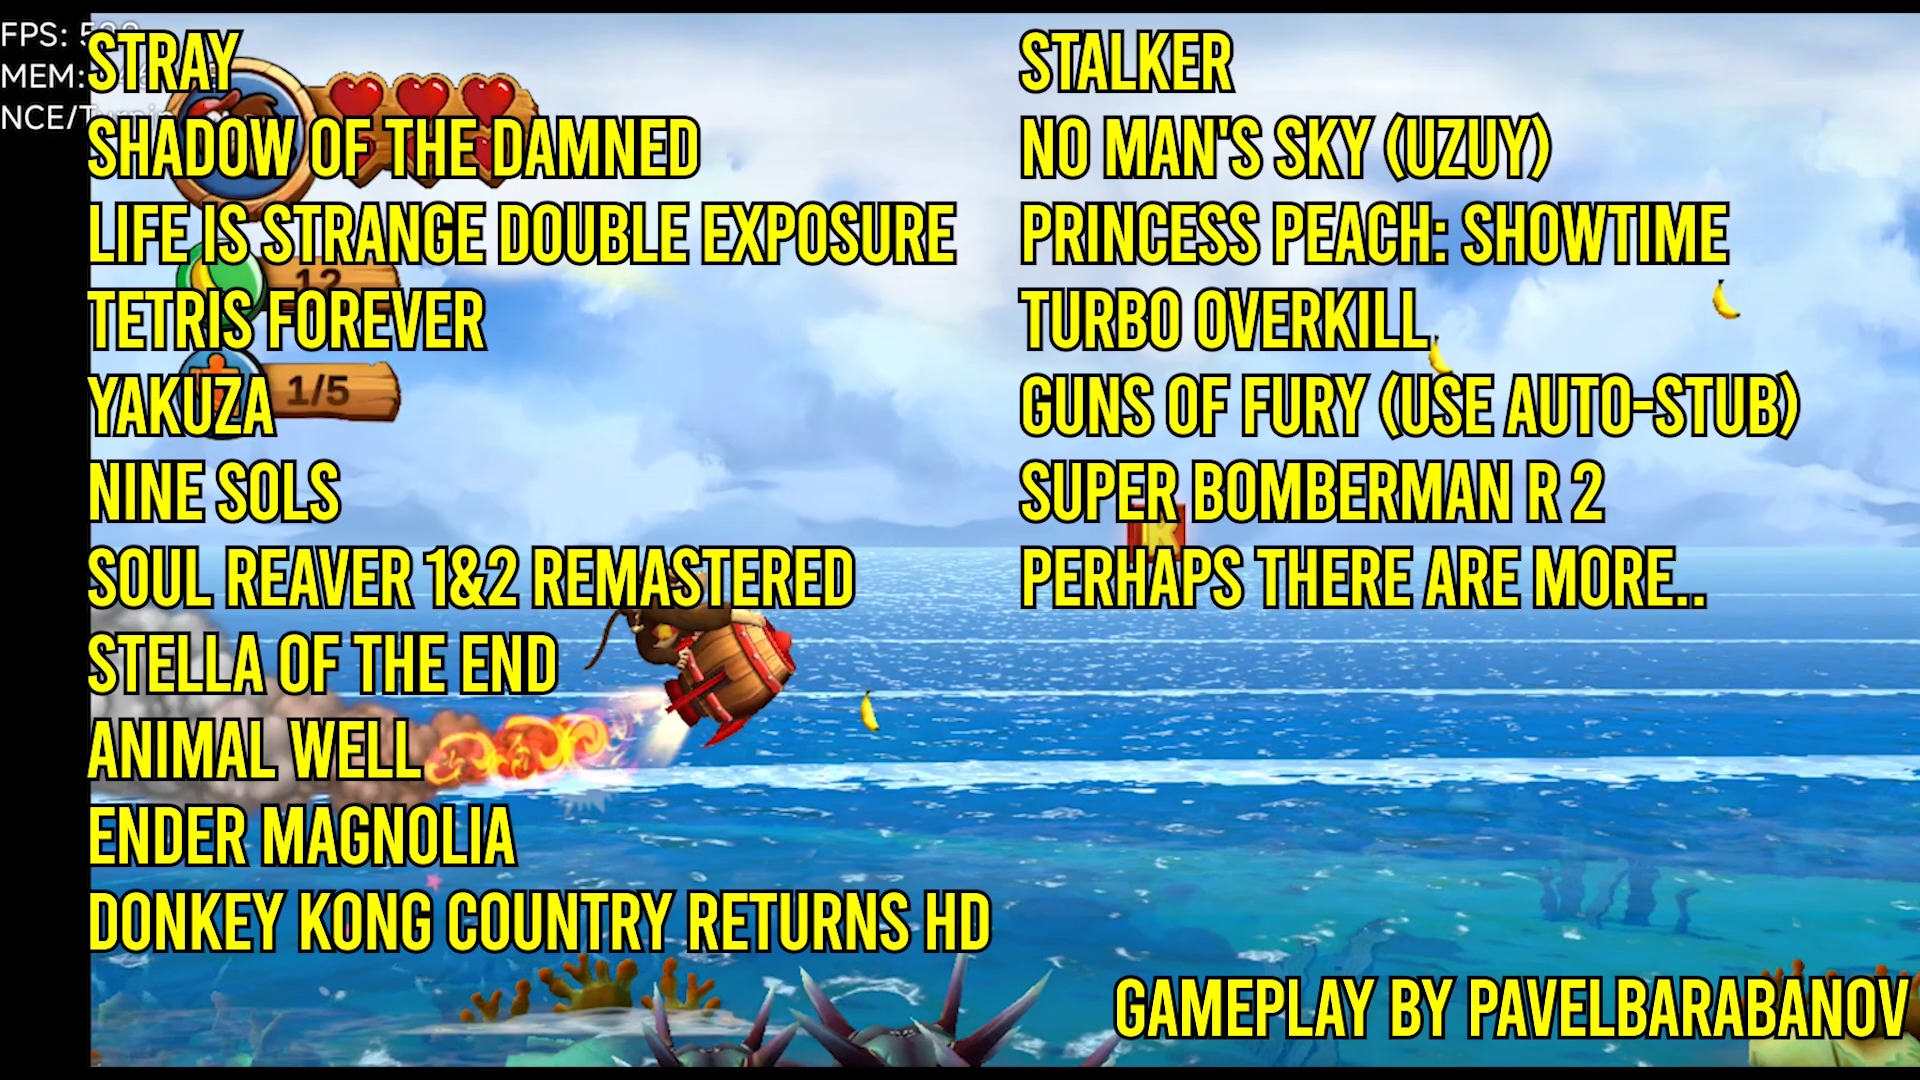 FPS: 5
MEM:
NCE/Turnip
STRAY
SHADOW OF THE DAMNED
LIFE IS STRANGE DOUBLE EXPOSURE
12
TETRIS FOREVER
YAKUZA
1/5
NINE SOLS
SOUL REAVER 1&2 REMASTERED
STELLA OF THE END
ANIMAL WELL
ENDER MAGNOLIA
DONKEY KONG COUNTRY RETURNS HD
STALKER
NO MAN'S SKY (UZUY)
PRINCESS PEACH: SHOWTIME
TURBO OVERKILL
GUNS OF FURY (USE AUTO-STUB)
SUPER BOMBERMAN R 2
K
PERHAPS THERE ARE MORE..
GAMEPLAY BY PAVELBARABANOV